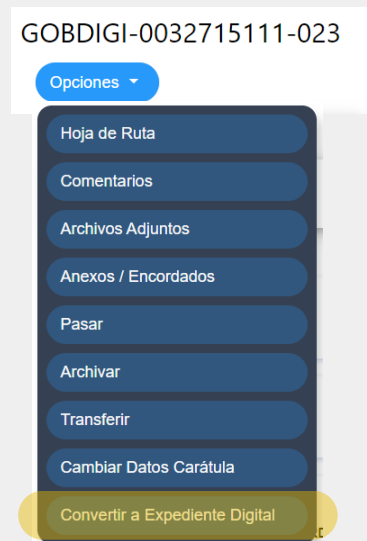 GOBDIGI-0032715111-023
Opciones
Hoja de Ruta
Comentarios
Archivos Adjuntos
Anexos / Encordados
Pasar
Archivar
Transferir
Cambiar Datos Carátula
Convertir a Expediente Digital